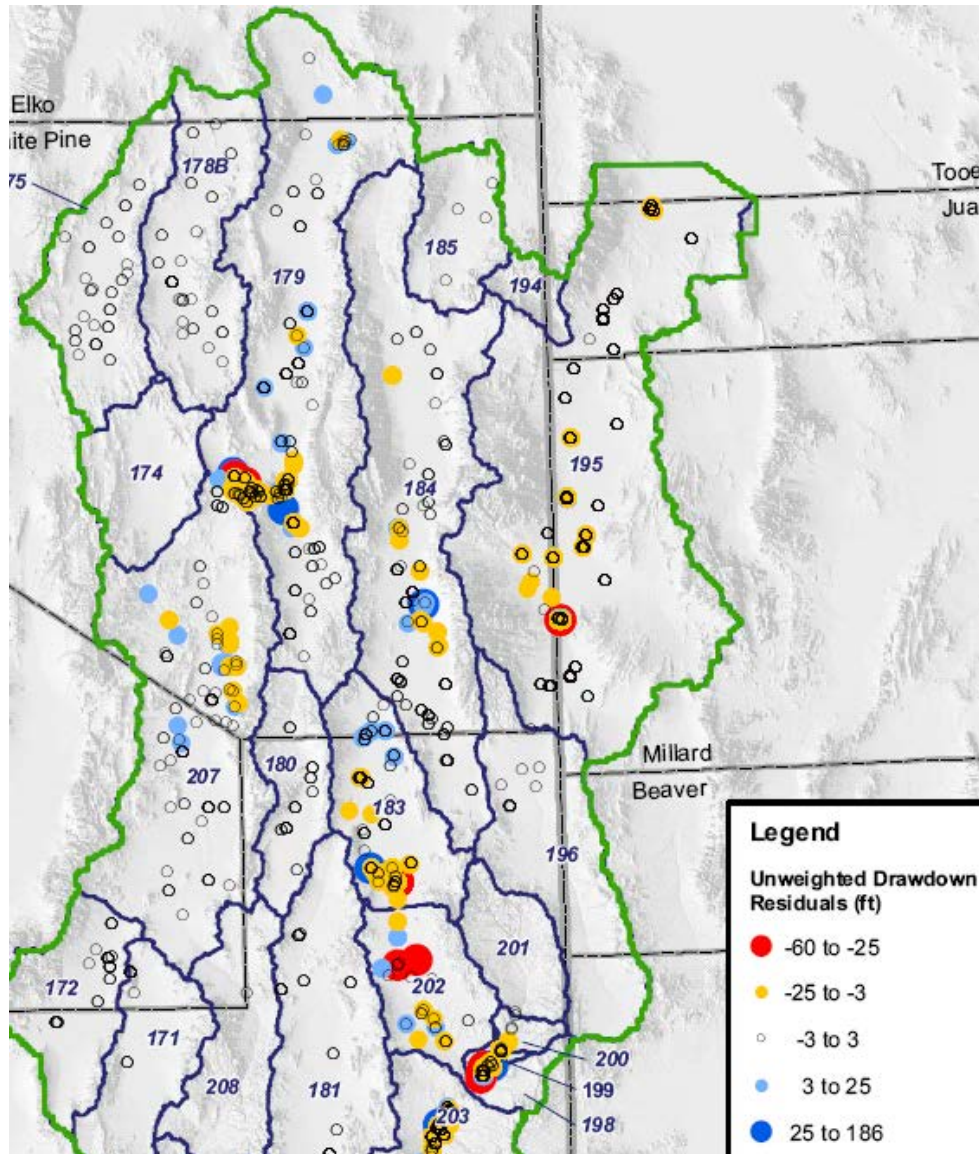 Elko
ite Pine
75
178B
179
185
194
Tooe
Jua
174
184
195
207
180
183
196
Millard
Beaver
172
171
208
181
202
201
200
199
198
203
Legend
Unweighted Drawdown
Residuals (ft)
-60 to -25
-25 to -3
-3 to 3
3 to 25
25 to 186